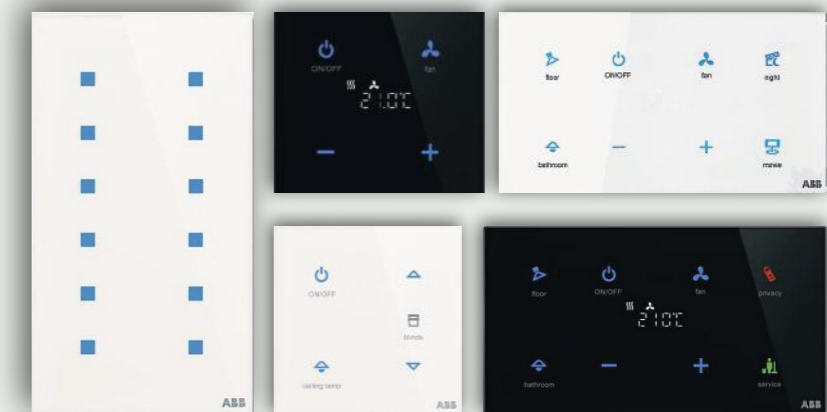 ABB
ON/OFF
fan
21.0°C
floor
ON/OFF
fan
night
bathroom
movie
ABB
ON/OFF
blinds
ceiling lamp
ABB
floor
ON/OFF
fan
privacy
21.0°C
bathroom
service
ABB